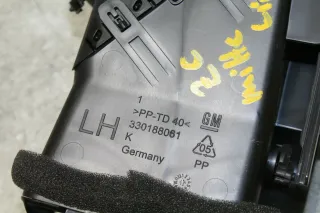 1
>PP-TD 40<
GM
LH
330188061
K
05
Germany
PP